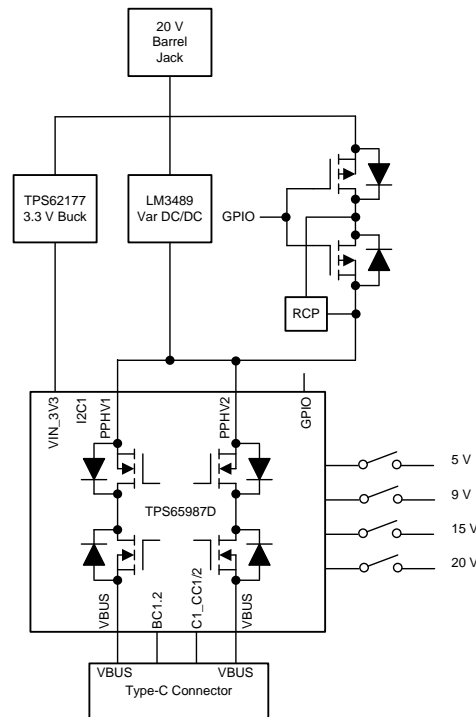 20 V
Barrel
Jack
TPS62177
3.3 V Buck
LM3489
Var DC/DC
GPIO
RCP
VIN_3V3
I2C1
PPHV1
PPHV2
GPIO
5 V
9 V
TPS65987D
15 V
20 V
VBUS
BC1.2
C1_CC1/2
VBUS
VBUS
VBUS
Type-C Connector